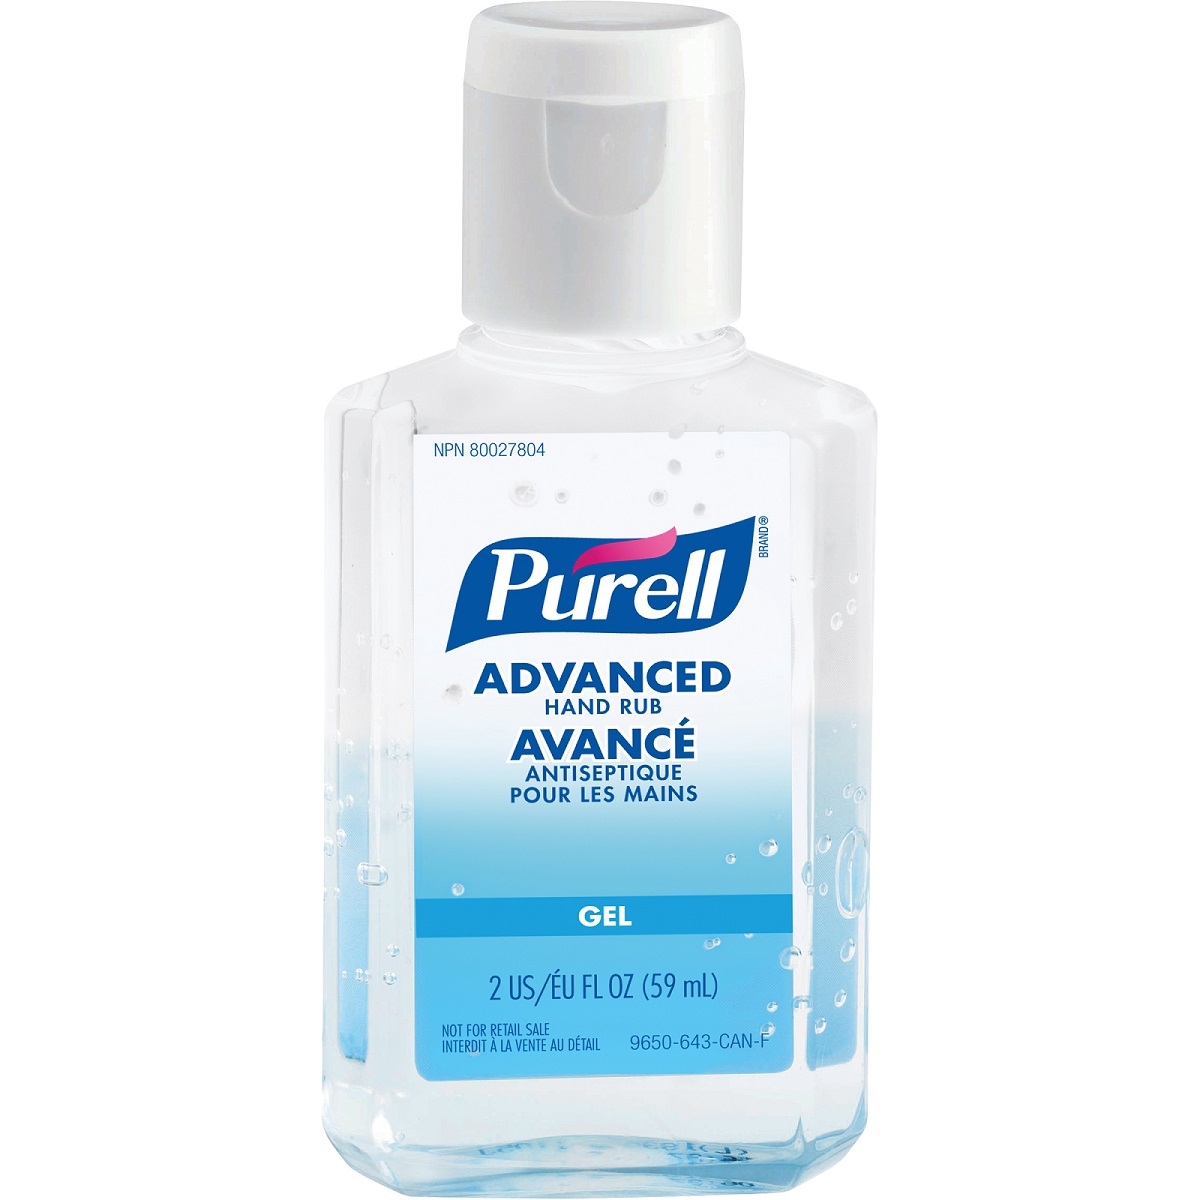 NPN 80027804
Purell
BRAND®
ADVANCED
HAND RUB
AVANCÉ
ANTISEPTIQUE
POUR LES MAINS
GEL
2 US/ÉU FL OZ (59 mL)
NOT FOR RETAIL SALE
INTERDIT À LA VENTE AU DÉTAIL
9650-643-CAN-F